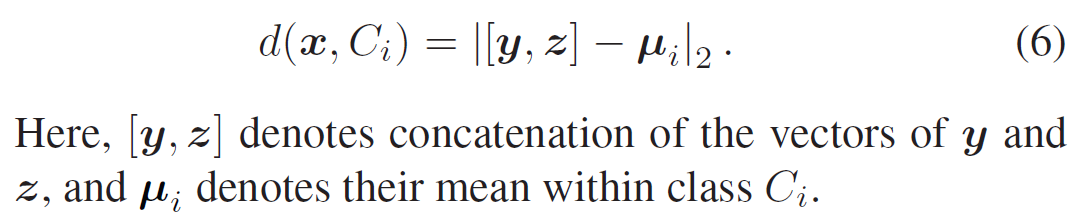 d(x, C_i) = |[y, z] − μ_i|_2 . (6)
Here, [y, z] denotes concatenation of the vectors of y and
z, and μ_i denotes their mean within class C_i.